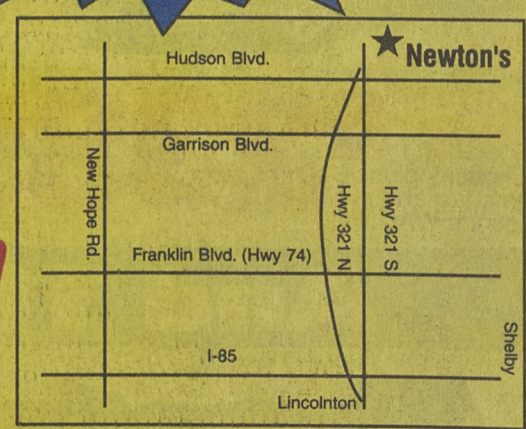 Newton's
Hudson Blvd.
Garrison Blvd.
New Hope Rd.
Hwy 321 N
Hwy 321 S
Franklin Blvd. (Hwy 74)
Shelby
I-85
Lincolnton